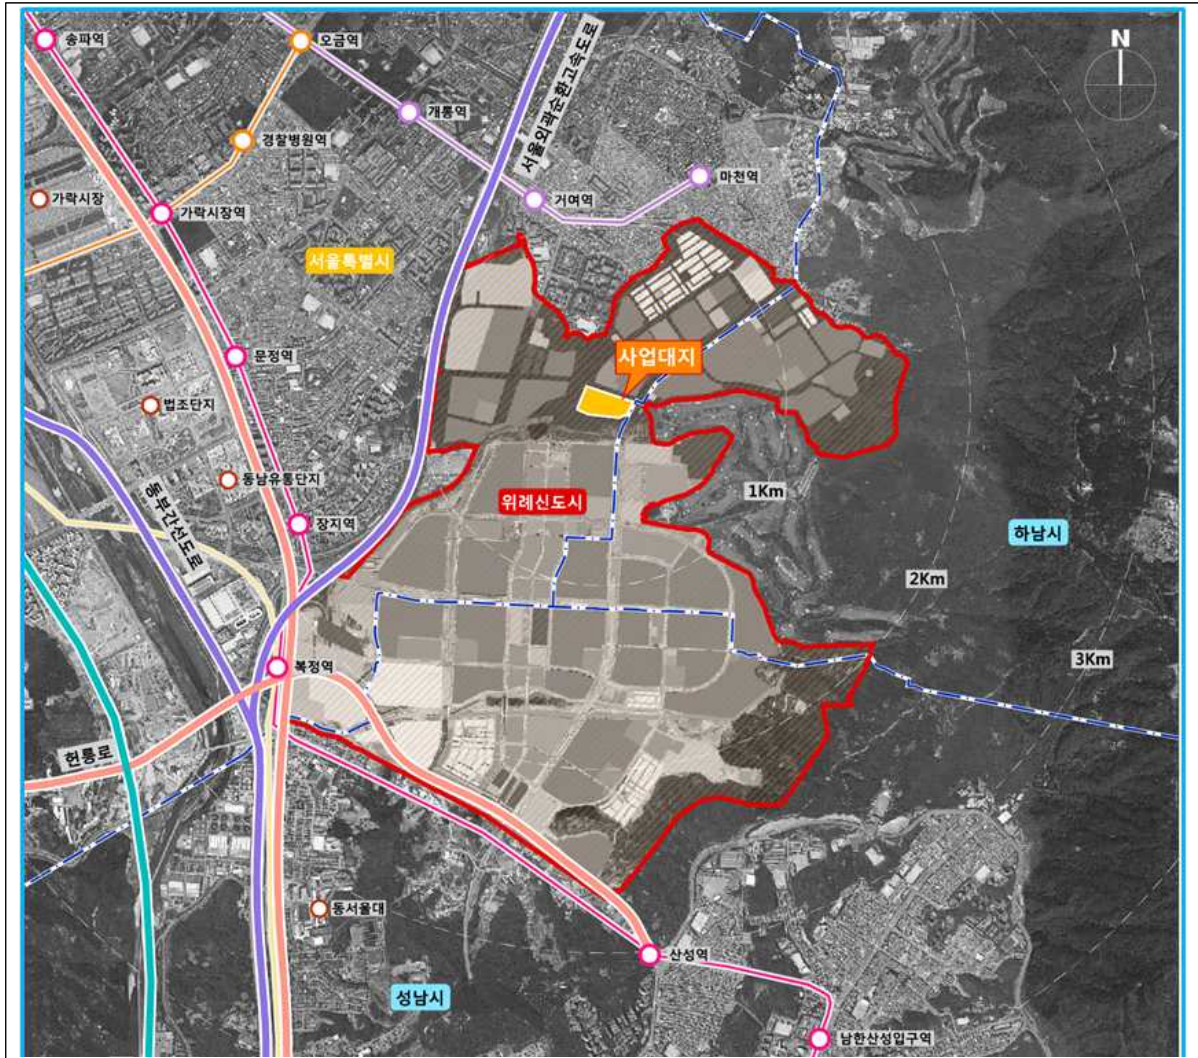 송파역
오금역
N
개롱역
서울외곽순환고속도로
경찰병원역
마천역
가락시장
거여역
가락시장역
서울특별시
문정역
사업대지
법조단지
동남유통단지
1Km
위례신도시
장지역
동부간선도로
하남시
2Km
복정역
3Km
헌릉로
동서울대
산성역
성남시
남한산성입구역